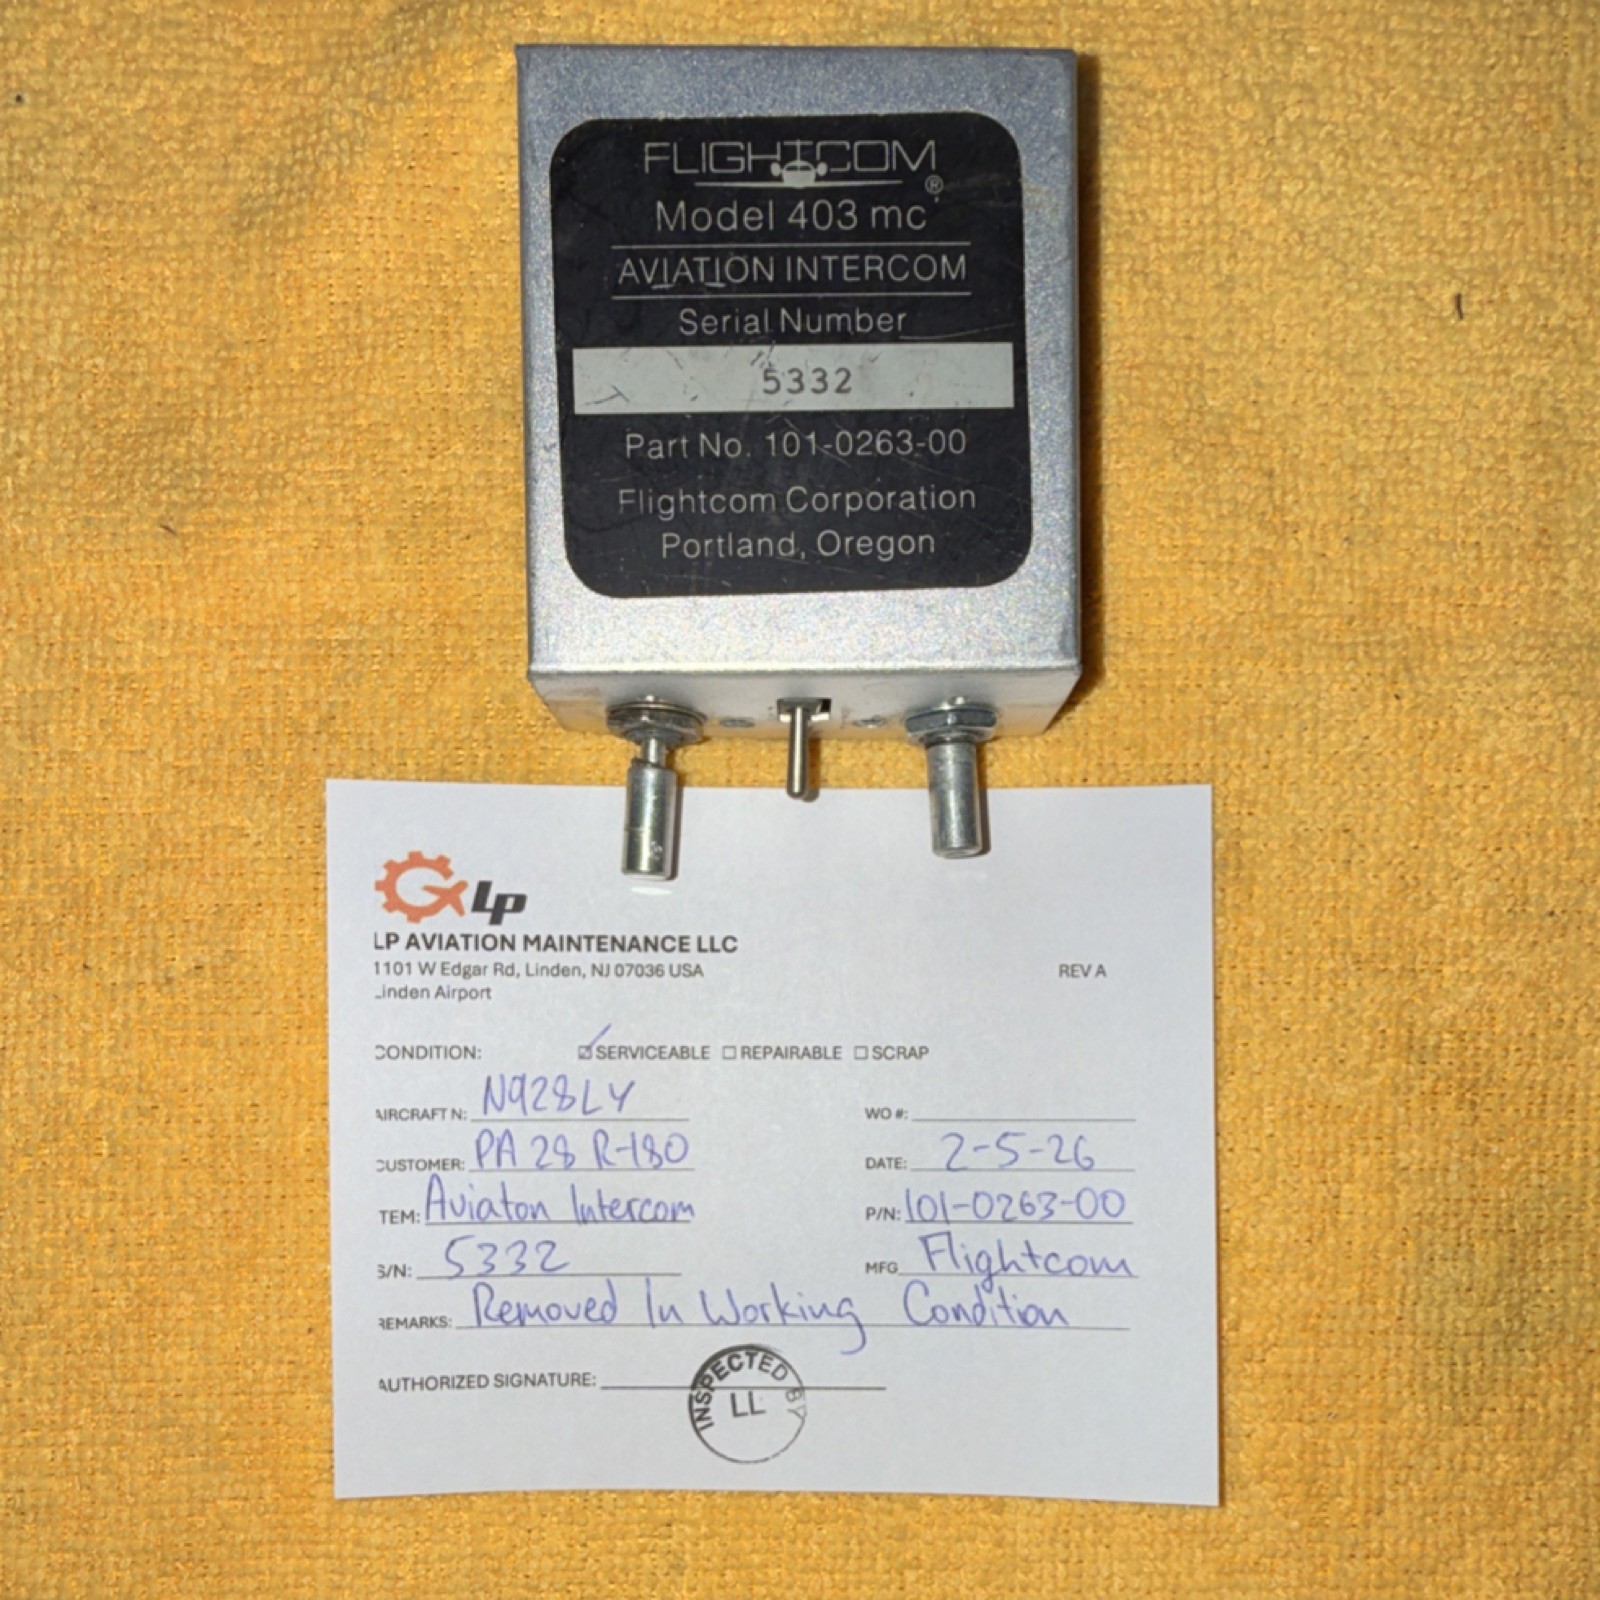 FLIGHTCOM®
Model 403 mc
AVIATION INTERCOM
Serial Number
5332
Part No. 101-0263-00
Flightcom Corporation
Portland, Oregon
LP
LP AVIATION MAINTENANCE LLC
1101 W Edgar Rd, Linden, NJ 07036 USA REV A
Linden Airport
CONDITION: ☑ SERVICEABLE ☐ REPAIRABLE ☐ SCRAP
AIRCRAFT N: N928LY WO #:
CUSTOMER: PA 28 R-180 DATE: 2-5-26
TEM: Aviaton Intercom P/N: 101-0263-00
S/N: 5332 MFG Flightcom
REMARKS: Removed In Working Condition
AUTHORIZED SIGNATURE:
INSPECTED BY
LL